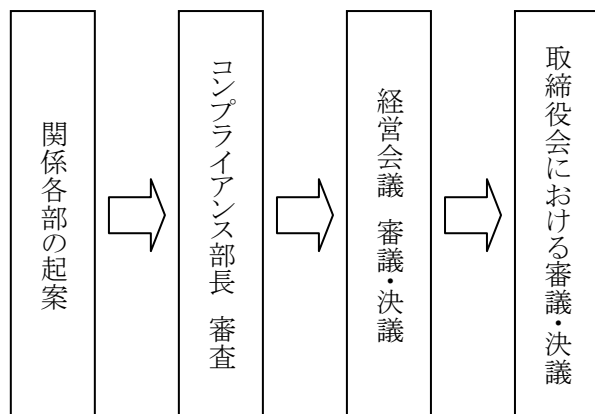 関係各部の起案
コンプライアンス部長　審査
経営会議　審議・決議
取締役会における審議・決議